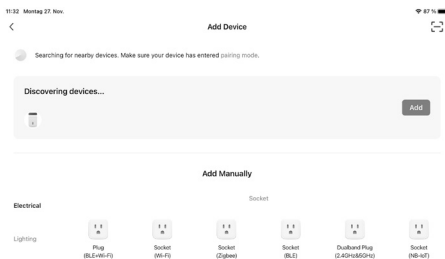 11:32 Montag 27. Nov.
87 %
Add Device
Searching for nearby devices. Make sure your device has entered pairing mode.
Discovering devices...
Add
Add Manually
Electrical
Socket
Lighting
Plug
(BLE+Wi-Fi)
Socket
(Wi-Fi)
Socket
(Zigbee)
Socket
(BLE)
Dualband Plug
(2.4GHz&5GHz)
Socket
(NB-IoT)